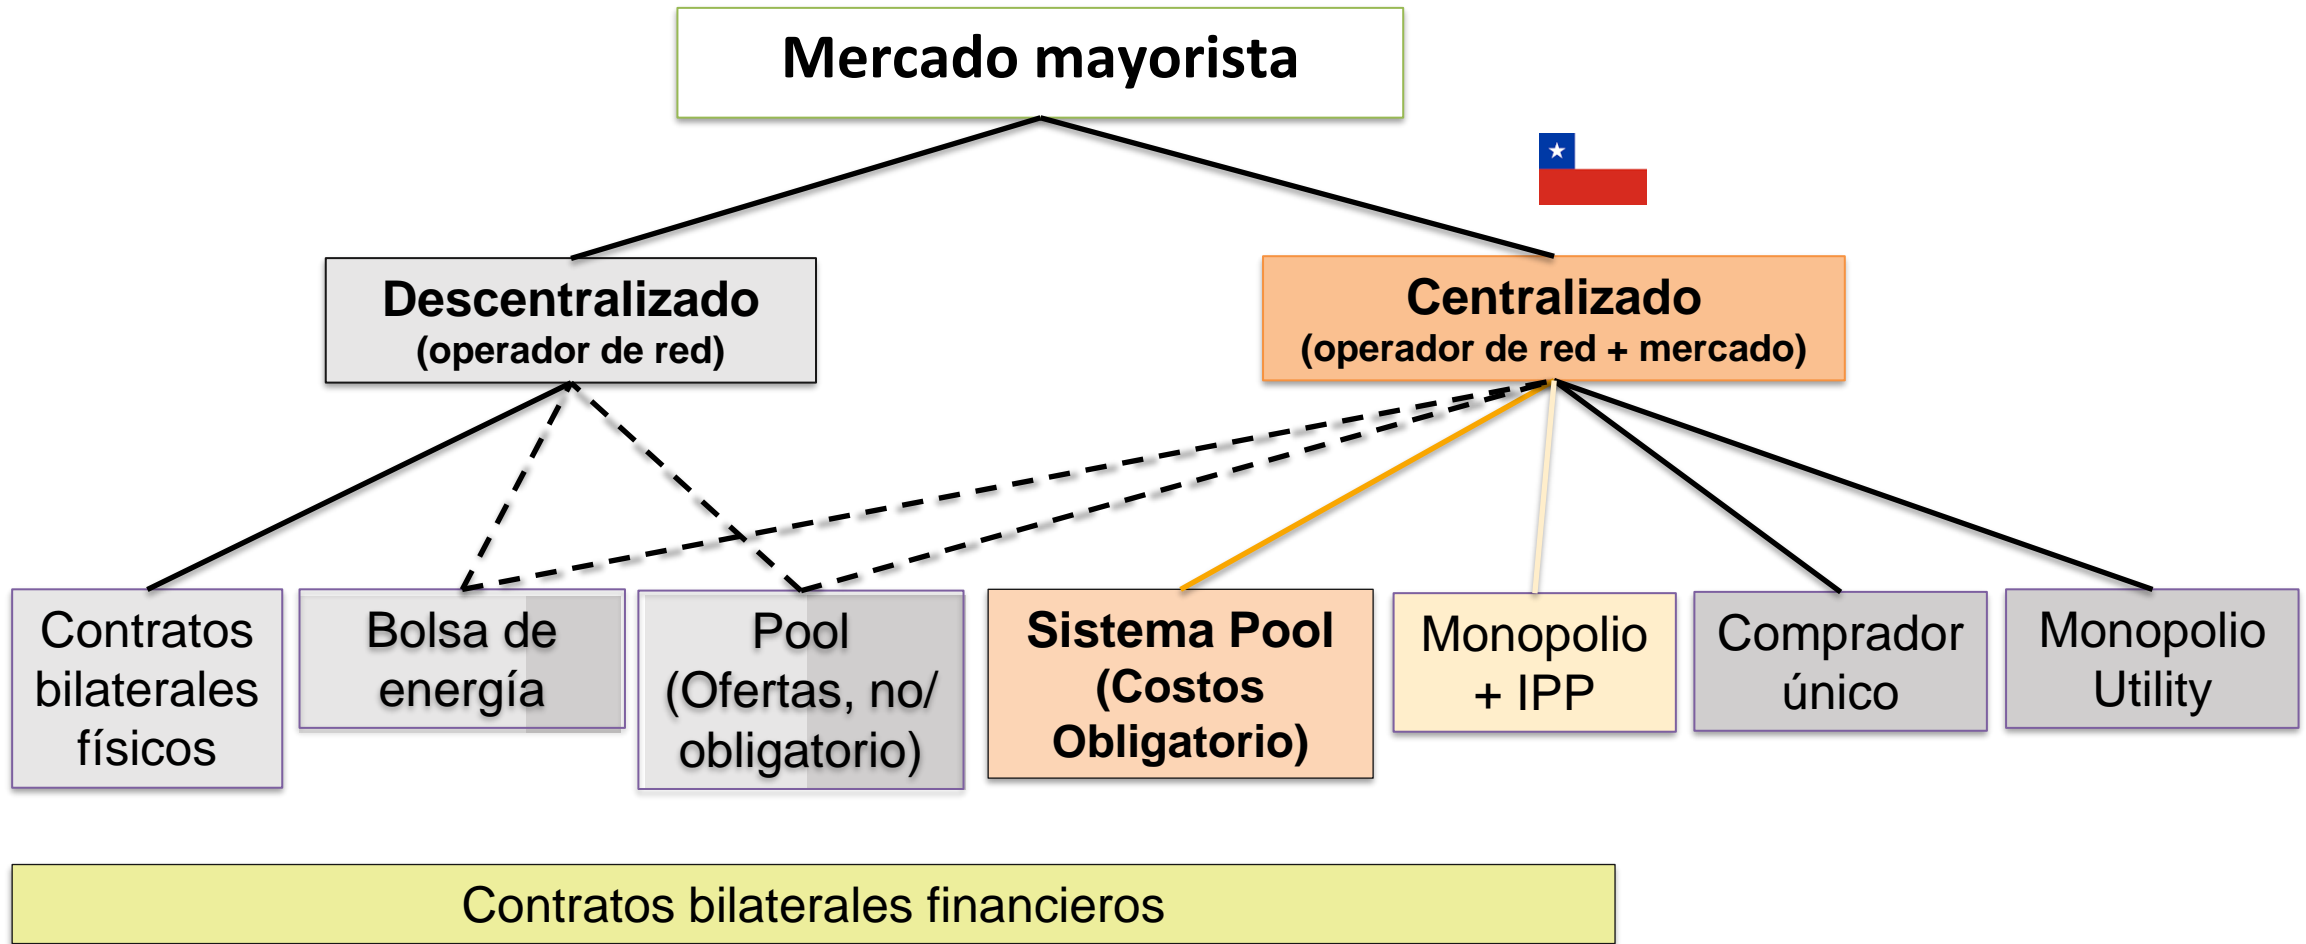 Mercado mayorista
Descentralizado
(operador de red)
Centralizado
(operador de red + mercado)
Contratos
bilaterales
físicos
Bolsa de
energía
Pool
(Ofertas, no/
obligatorio)
Sistema Pool
(Costos
Obligatorio)
Monopolio
+ IPP
Comprador
único
Monopolio
Utility
Contratos bilaterales financieros